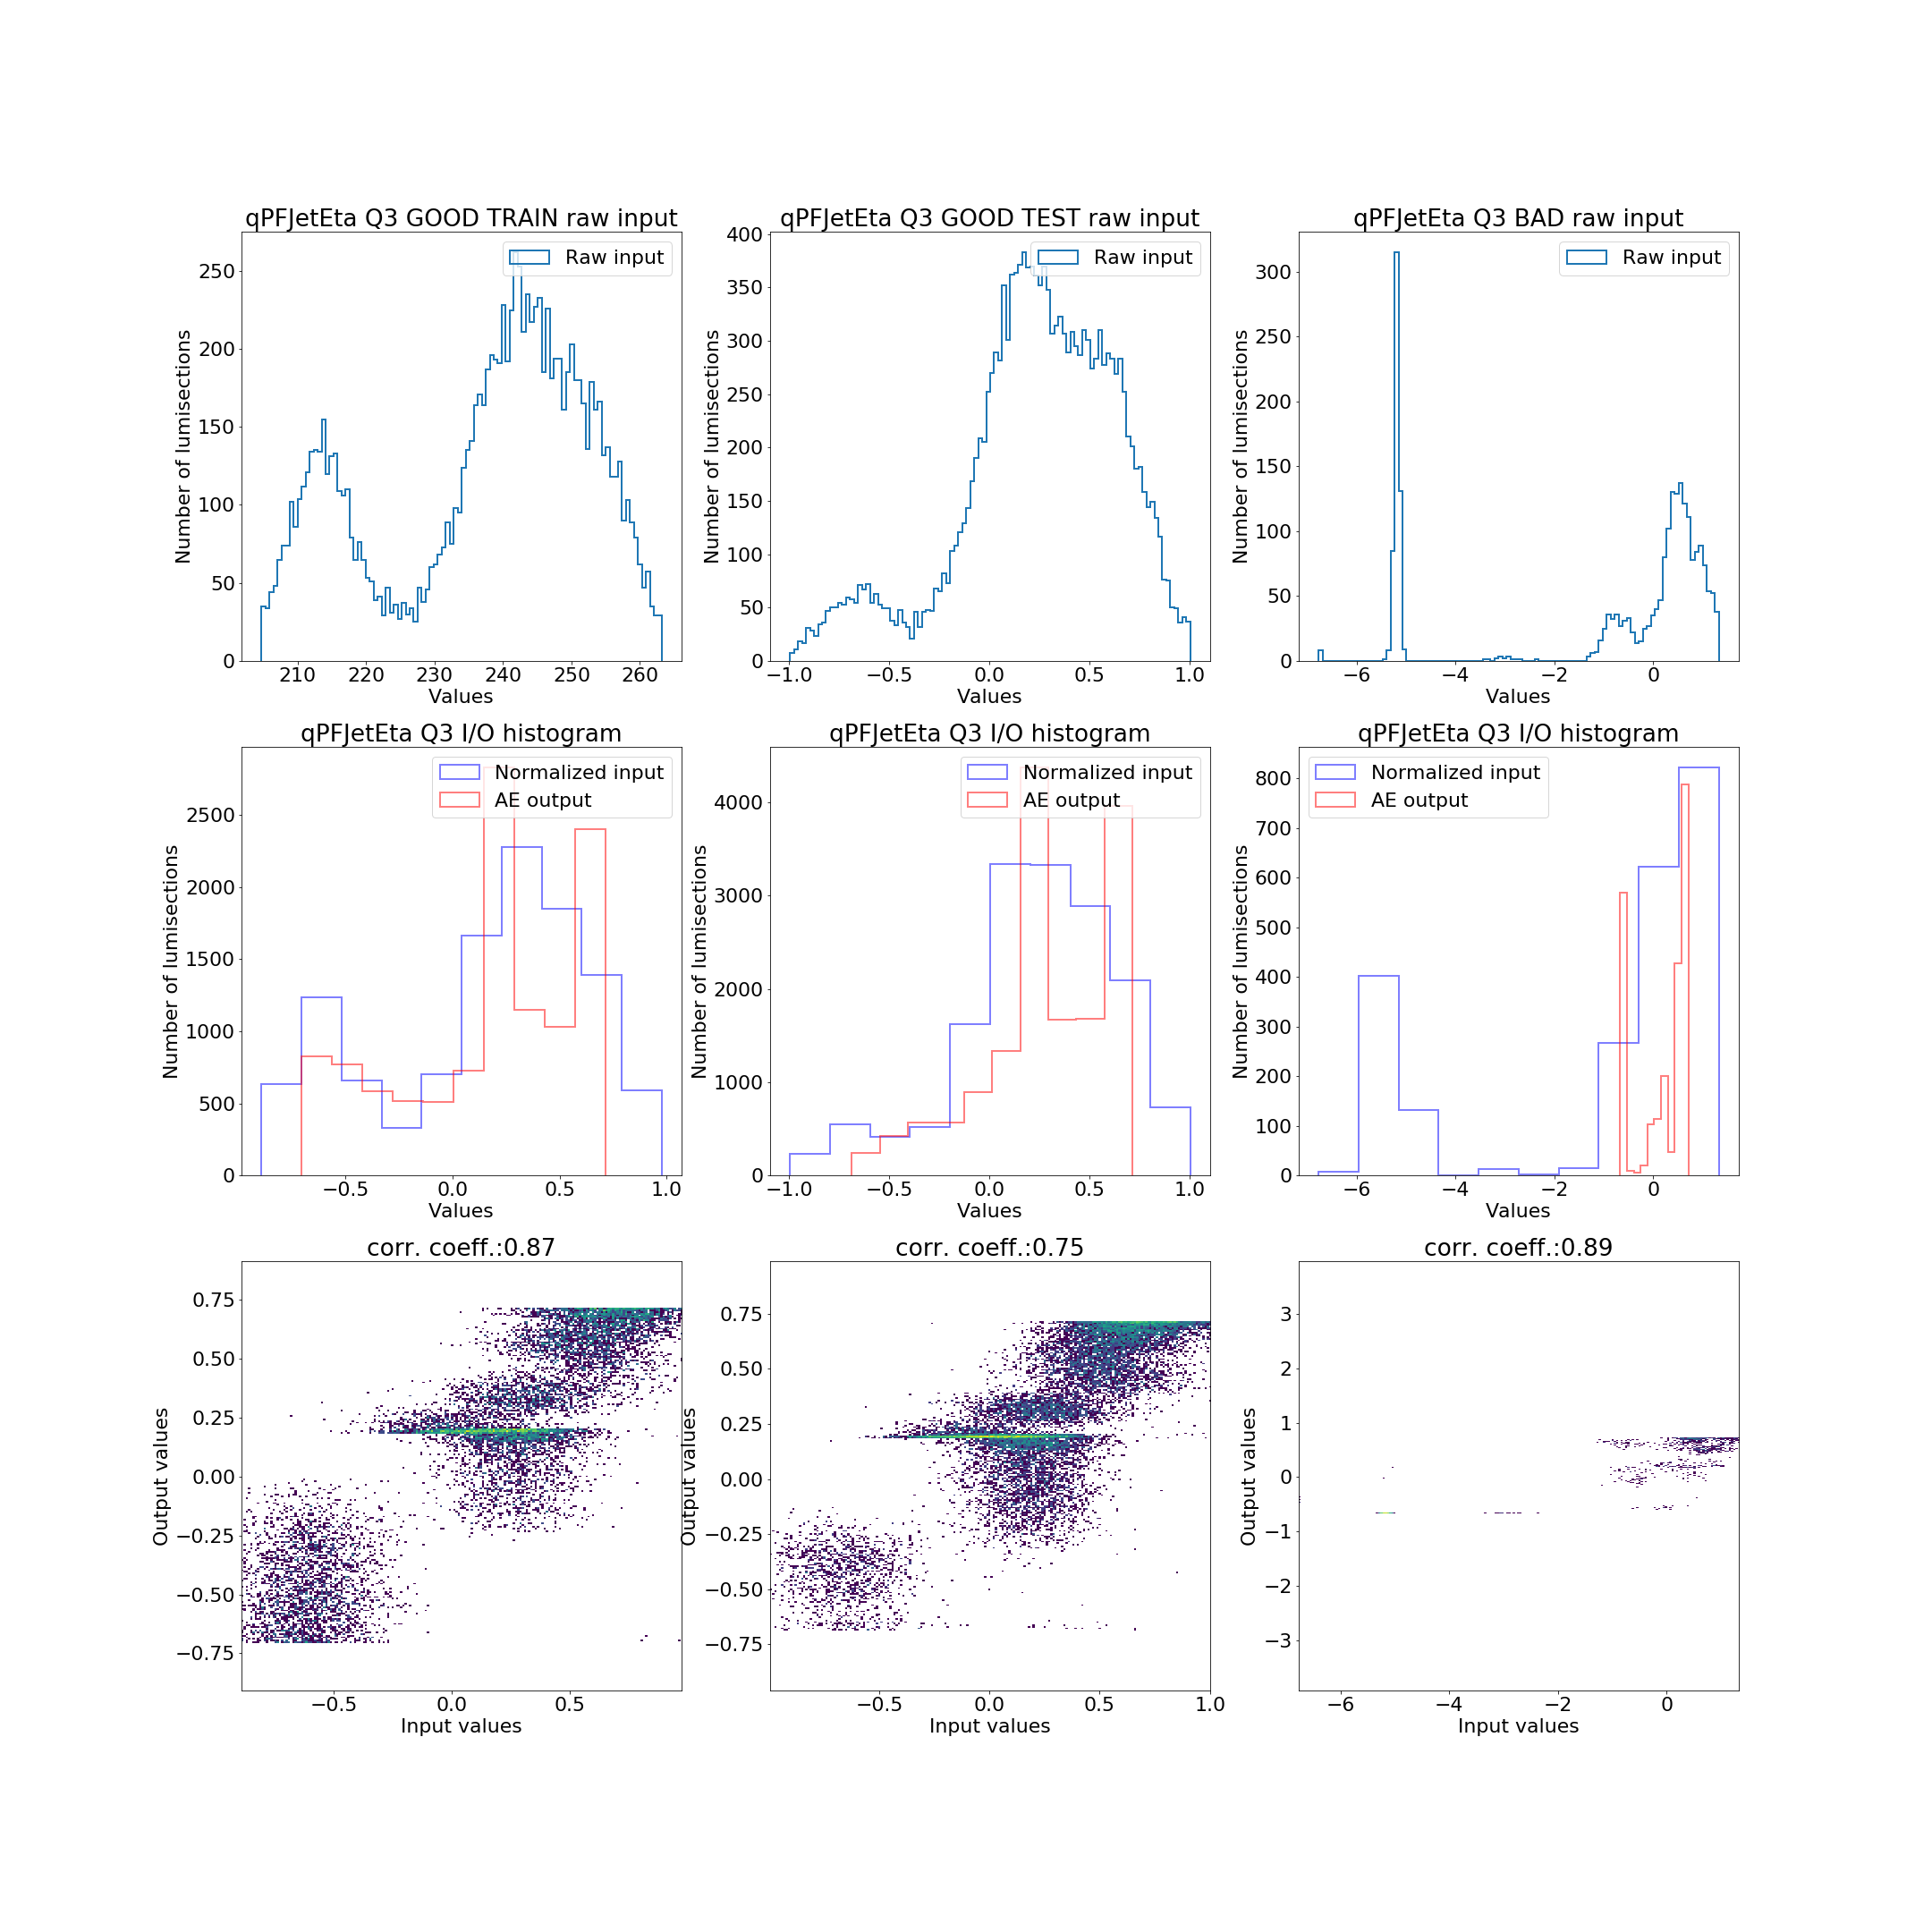 qPFJetEta Q3 GOOD TRAIN raw input
Raw input
Number of lumisections
250
200
150
100
50
0
210 220 230 240 250 260
Values
qPFJetEta Q3 GOOD TEST raw input
Raw input
Number of lumisections
400
350
300
250
200
150
100
50
0
−1.0 −0.5 0.0 0.5 1.0
Values
qPFJetEta Q3 BAD raw input
Raw input
Number of lumisections
300
250
200
150
100
50
0
−6 −4 −2 0
Values
qPFJetEta Q3 I/O histogram
Normalized input
AE output
Number of lumisections
2500
2000
1500
1000
500
0
−0.5 0.0 0.5 1.0
Values
qPFJetEta Q3 I/O histogram
Normalized input
AE output
Number of lumisections
4000
3000
2000
1000
0
−1.0 −0.5 0.0 0.5 1.0
Values
qPFJetEta Q3 I/O histogram
Normalized input
AE output
Number of lumisections
800
700
600
500
400
300
200
100
0
−6 −4 −2 0
Values
corr. coeff.:0.87
Output values
0.75
0.50
0.25
0.00
−0.25
−0.50
−0.75
−0.5 0.0 0.5
Input values
corr. coeff.:0.75
Output values
0.75
0.50
0.25
0.00
−0.25
−0.50
−0.75
−0.5 0.0 0.5 1.0
Input values
corr. coeff.:0.89
Output values
3
2
1
0
−1
−2
−3
−6 −4 −2 0
Input values